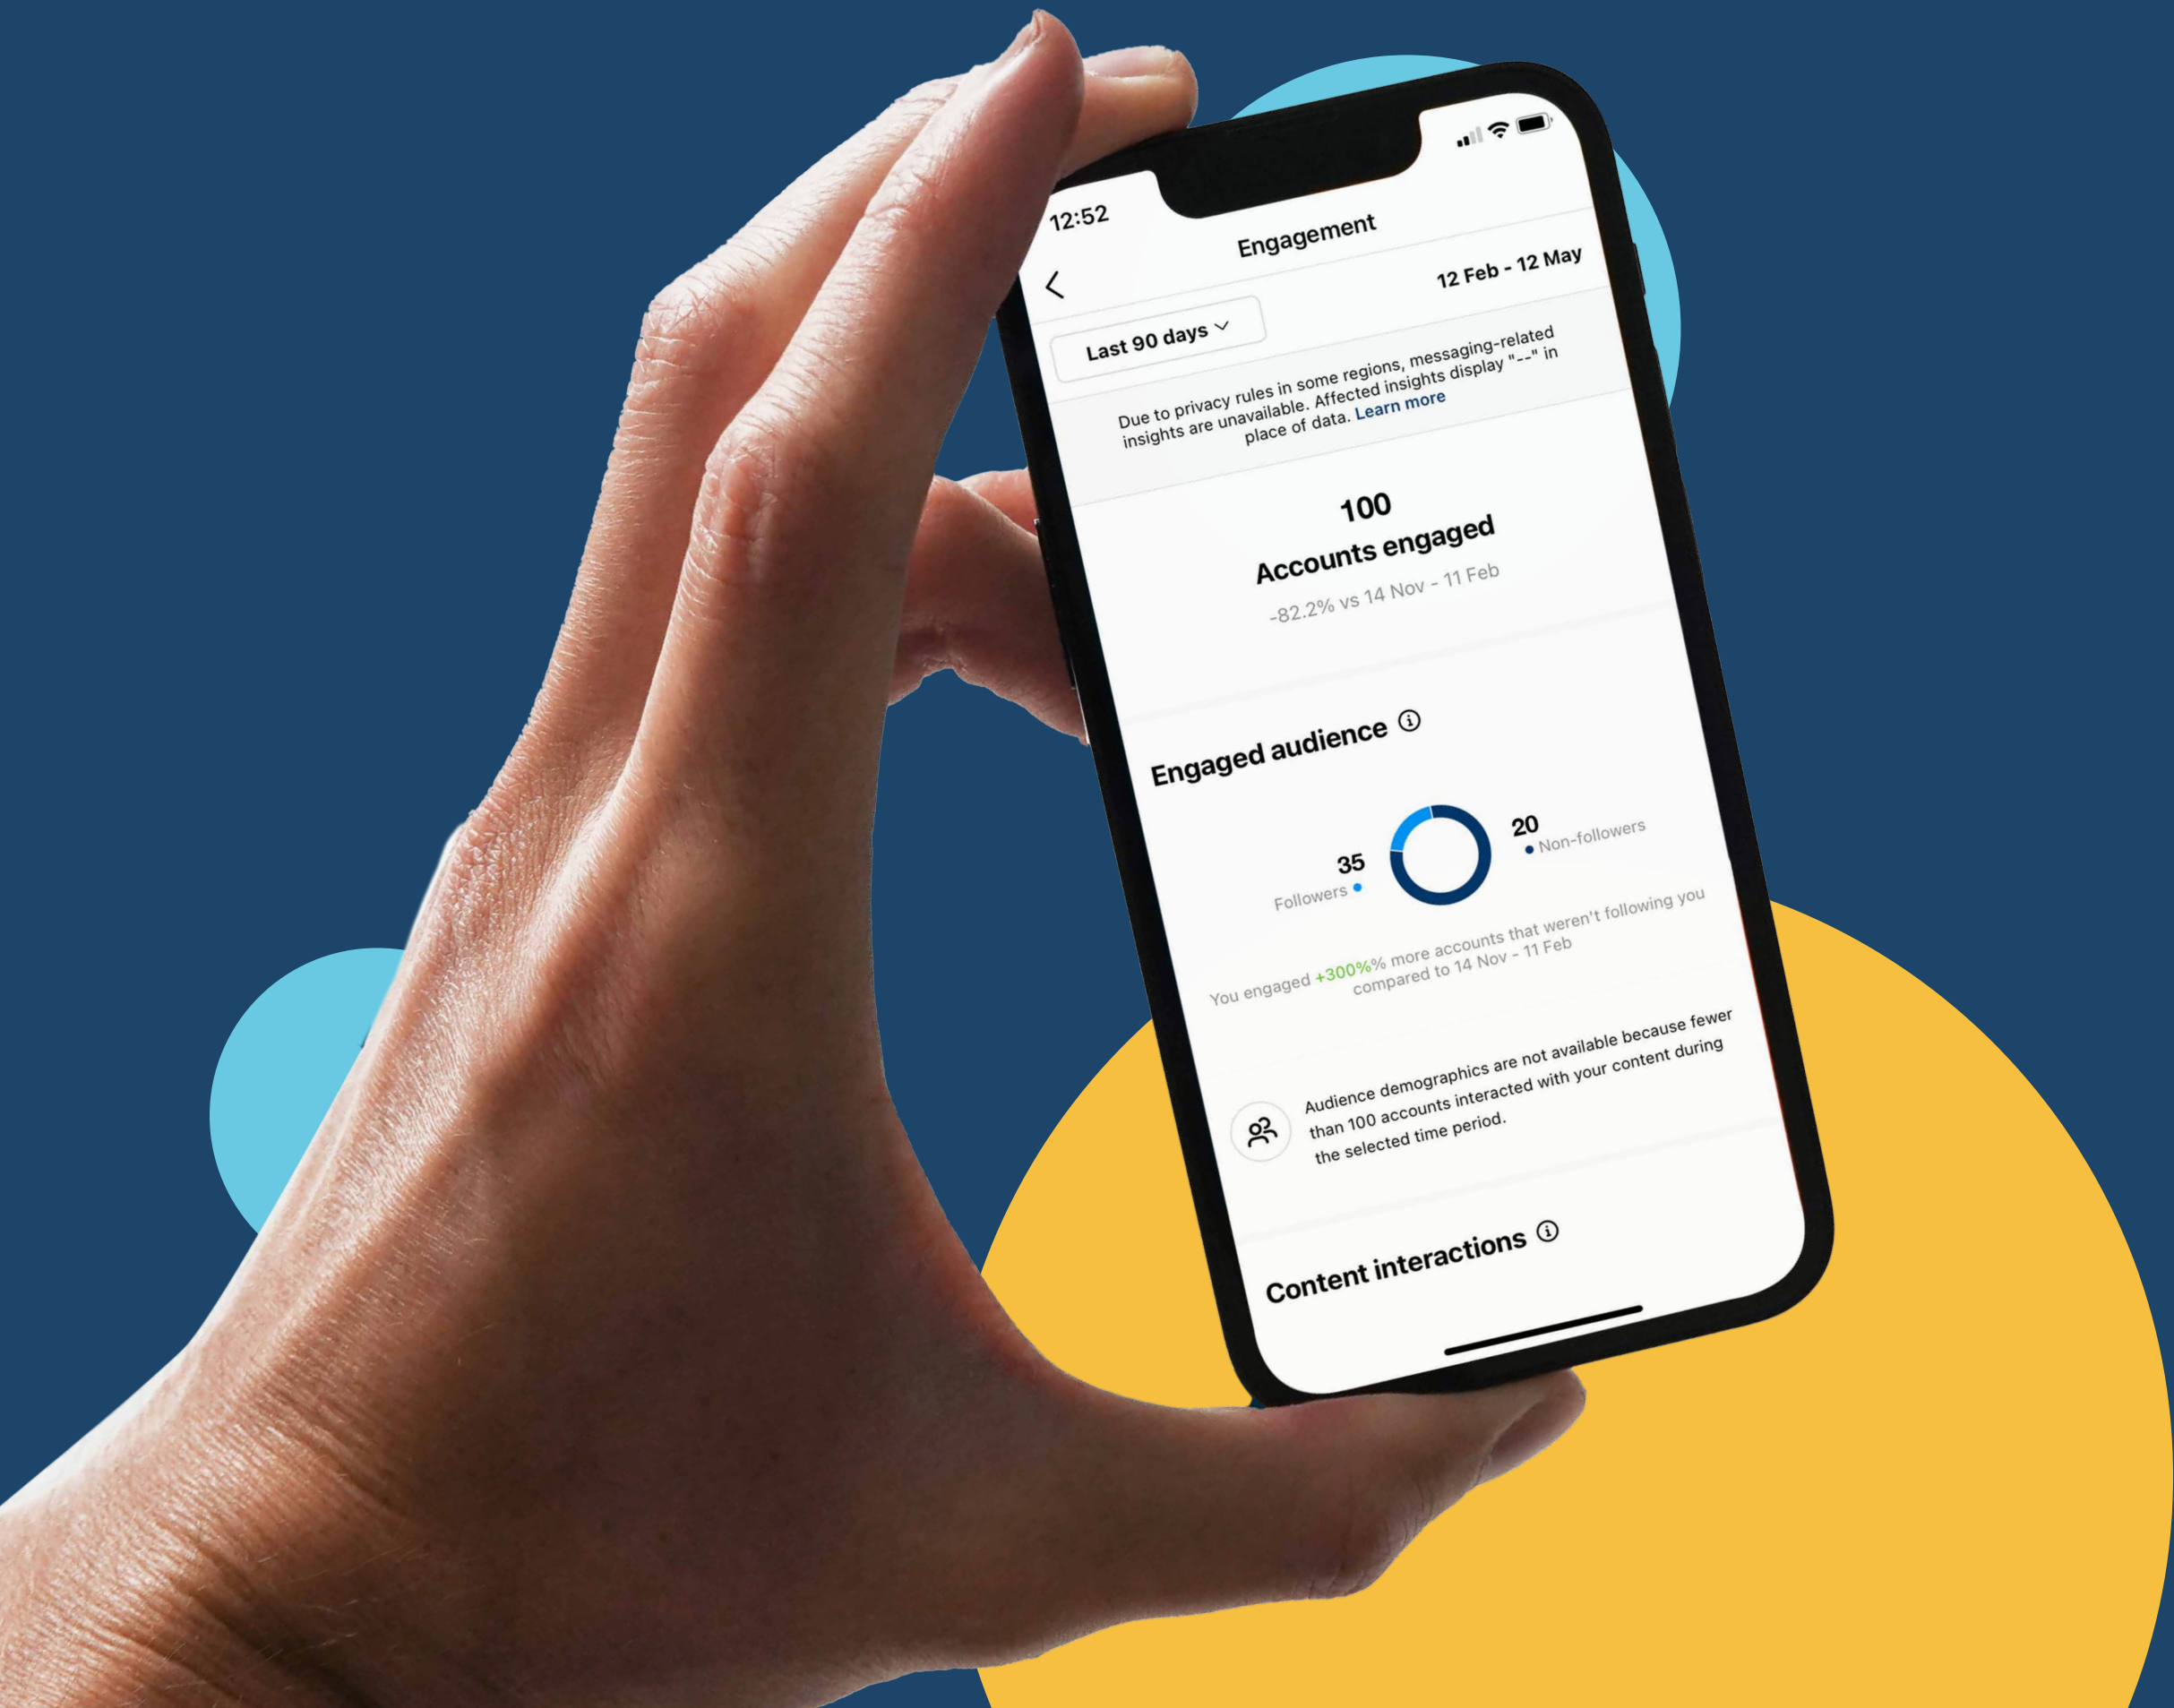 12:52
Engagement
Last 90 days
12 Feb - 12 May
Due to privacy rules in some regions, messaging-related
insights are unavailable. Affected insights display "--" in
place of data. Learn more
100
Accounts engaged
-82.2% vs 14 Nov - 11 Feb
Engaged audience
35
Followers
20
Non-followers
You engaged +300%% more accounts that weren't following you
compared to 14 Nov - 11 Feb
Audience demographics are not available because fewer
than 100 accounts interacted with your content during
the selected time period.
Content interactions